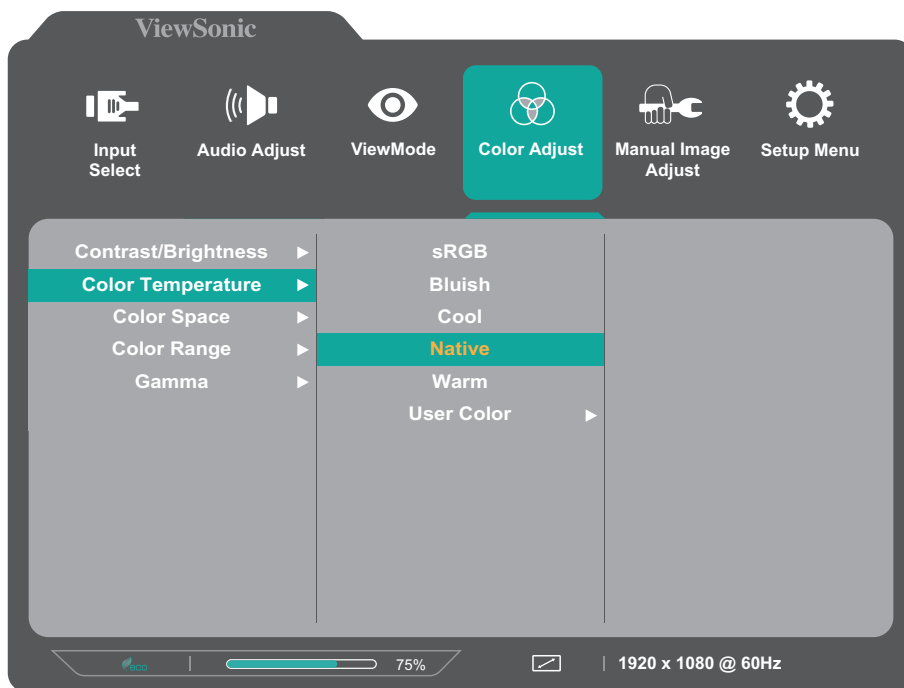 ViewSonic
Input
Select
Audio Adjust
ViewMode
Color Adjust
Manual Image
Adjust
Setup Menu
Contrast/Brightness
Color Temperature
Color Space
Color Range
Gamma
sRGB
Bluish
Cool
Native
Warm
User Color
eco
75%
1920 x 1080 @ 60Hz